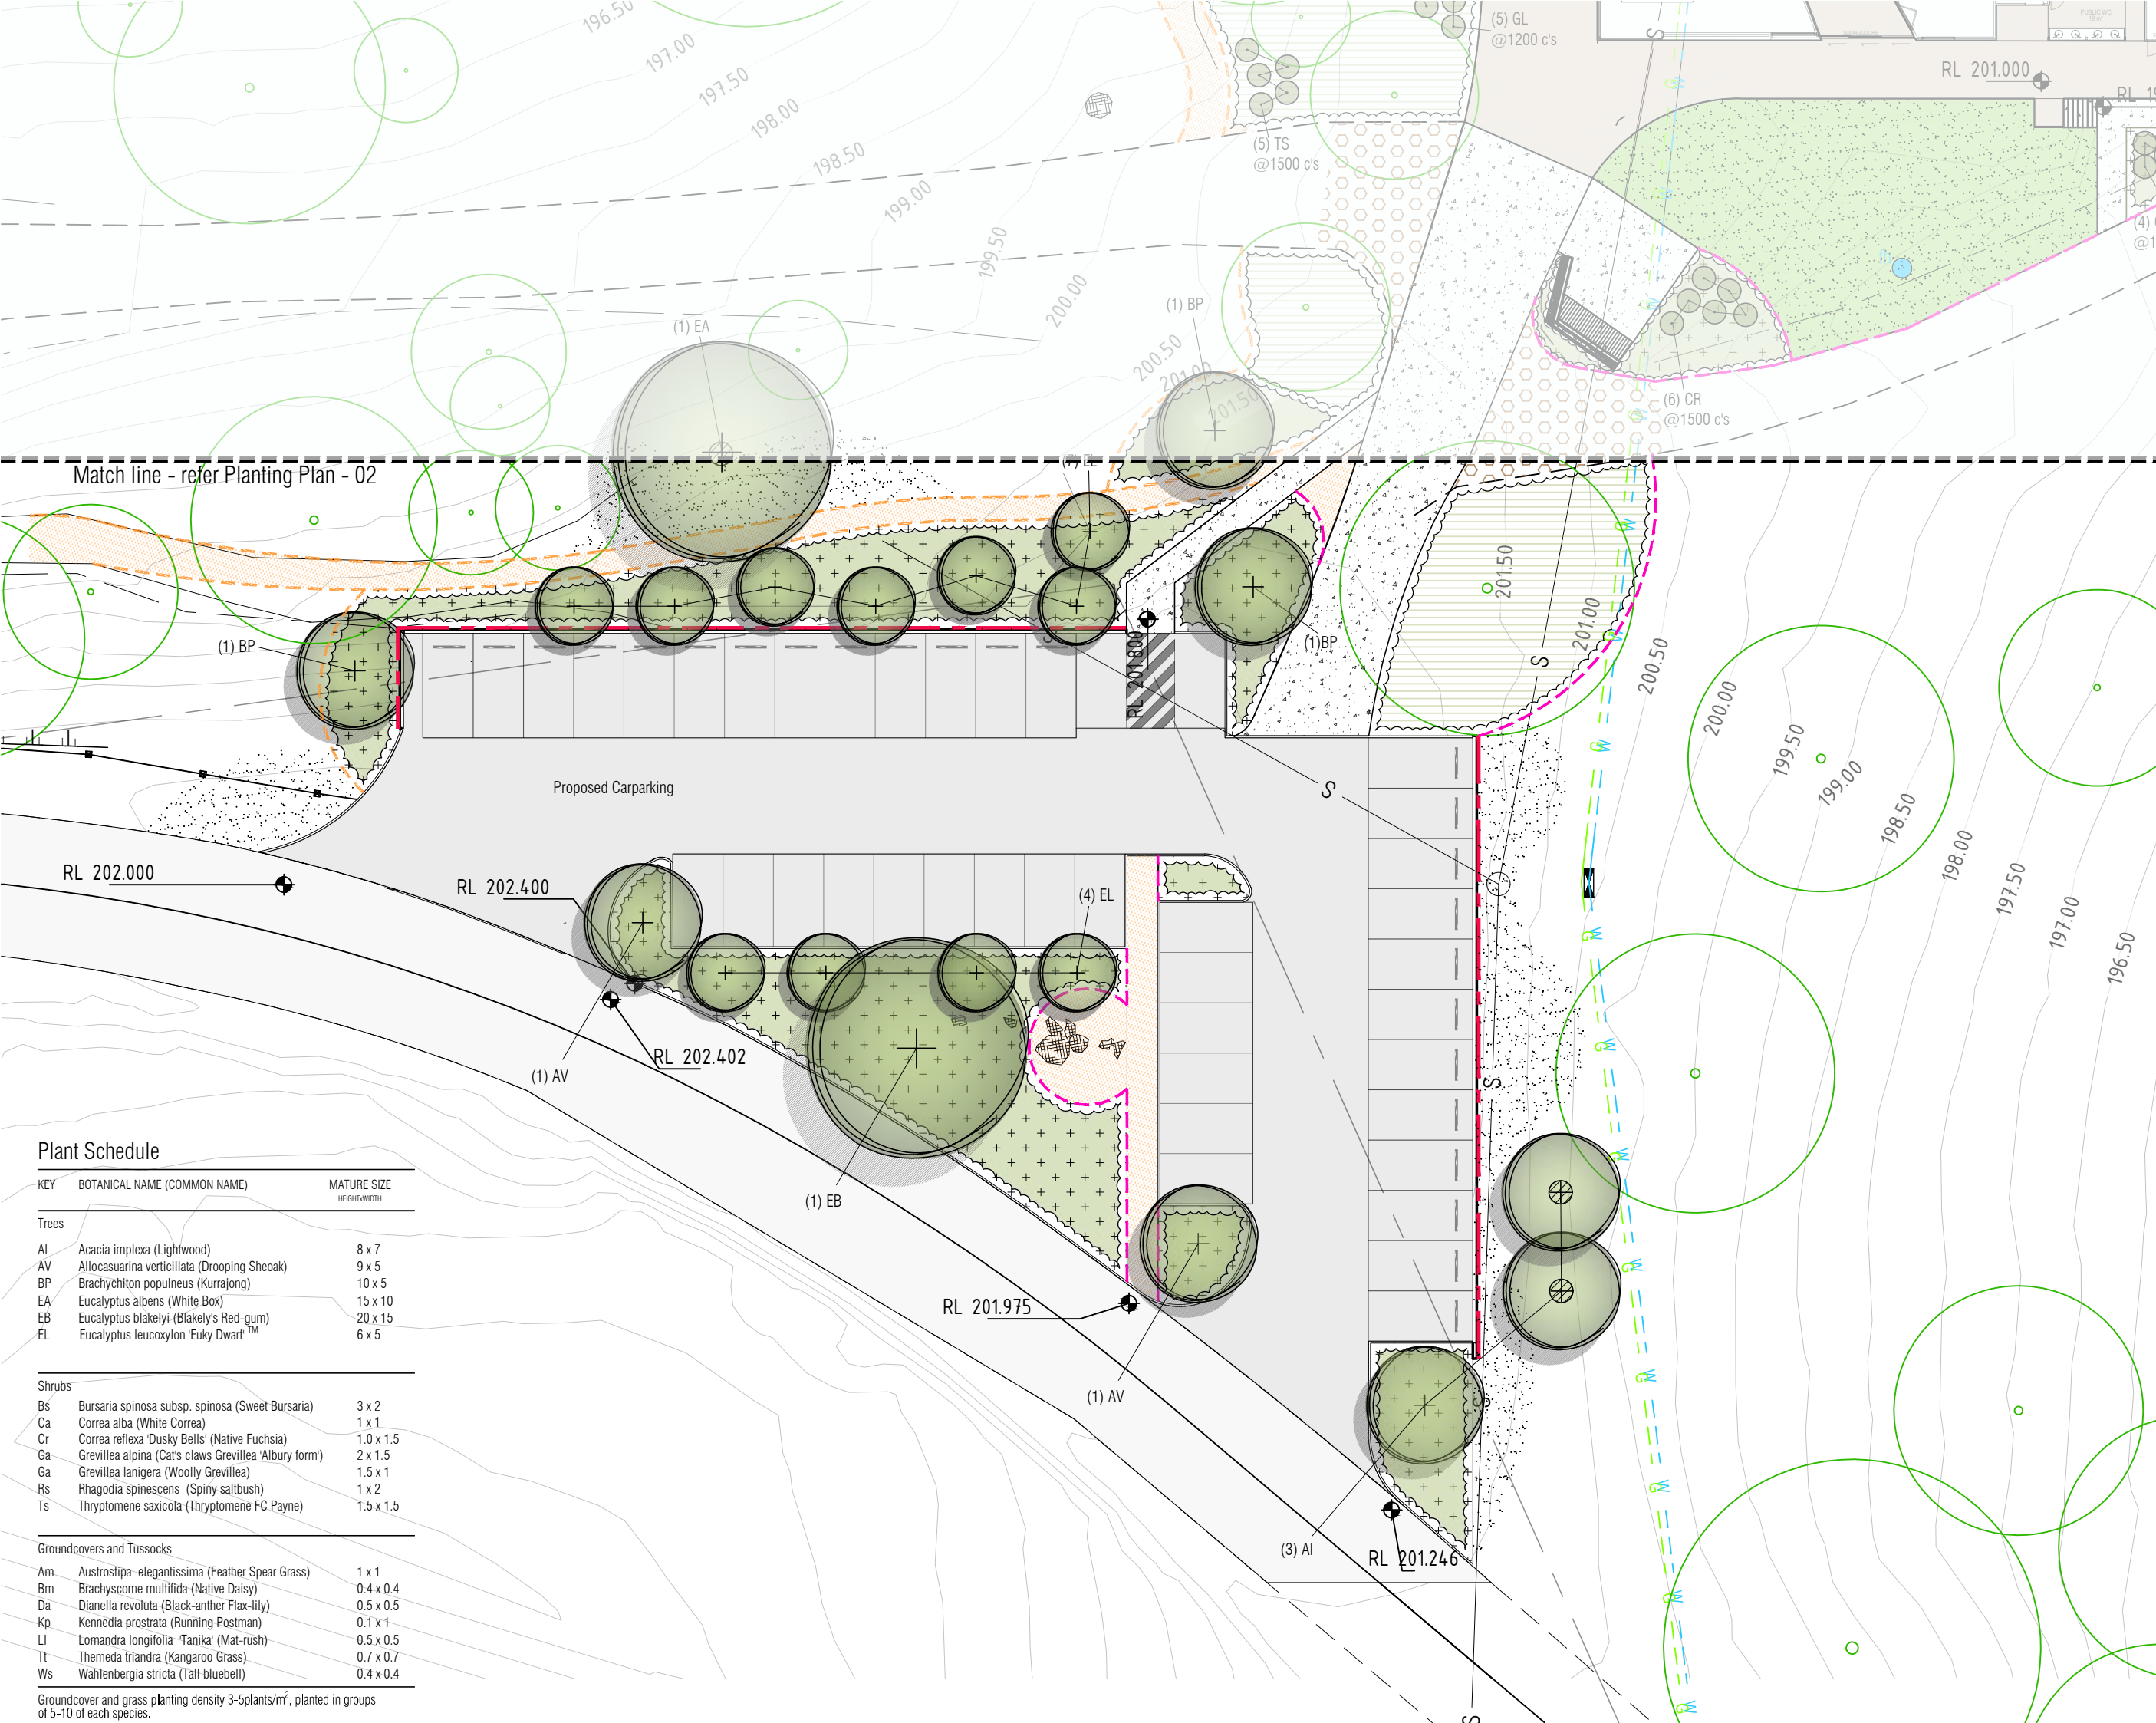 196.50
197.00
197.50
198.00
198.50
199.00
199.50
200.00
200.50
201.00
201.50
(5) GL
@1200 c's
(5) TS
@1500 c's
PUBLIC WC
RL 201.000
(1) EA
(1) BP
(6) CR
@1500 c's
S
G
W
Match line - refer Planting Plan - 02
(7) EL
(1) BP
(1)BP
RL 201.800
S
201.50
201.00
200.50
200.00
199.50
199.00
198.50
198.00
197.50
197.00
196.50
Proposed Carparking
S
RL 202.000
RL 202.400
(4) EL
RL 202.402
(1) AV
(1) EB
RL 201.975
(1) AV
(3) AI
RL 201.246
S
Plant Schedule
KEY BOTANICAL NAME (COMMON NAME) MATURE SIZE
HEIGHTxWIDTH
Trees
AI Acacia implexa (Lightwood) 8 x 7
AV Allocasuarina verticillata (Drooping Sheoak) 9 x 5
BP Brachychiton populneus (Kurrajong) 10 x 5
EA Eucalyptus albens (White Box) 15 x 10
EB Eucalyptus blakelyi (Blakely's Red-gum) 20 x 15
EL Eucalyptus leucoxylon 'Euky Dwarf' TM 6 x 5
Shrubs
Bs Bursaria spinosa subsp. spinosa (Sweet Bursaria) 3 x 2
Ca Correa alba (White Correa) 1 x 1
Cr Correa reflexa 'Dusky Bells' (Native Fuchsia) 1.0 x 1.5
Ga Grevillea alpina (Cat's claws Grevillea 'Albury form') 2 x 1.5
Ga Grevillea lanigera (Woolly Grevillea) 1.5 x 1
Rs Rhagodia spinescens (Spiny saltbush) 1 x 2
Ts Thryptomene saxicola (Thryptomene FC Payne) 1.5 x 1.5
Groundcovers and Tussocks
Am Austrostipa elegantissima (Feather Spear Grass) 1 x 1
Bm Brachyscome multifida (Native Daisy) 0.4 x 0.4
Da Dianella revoluta (Black-anther Flax-lily) 0.5 x 0.5
Kp Kennedia prostrata (Running Postman) 0.1 x 1
Ll Lomandra longifolia 'Tanika' (Mat-rush) 0.5 x 0.5
Tt Themeda triandra (Kangaroo Grass) 0.7 x 0.7
Ws Wahlenbergia stricta (Tall bluebell) 0.4 x 0.4
Groundcover and grass planting density 3-5plants/m2, planted in groups
of 5-10 of each species.